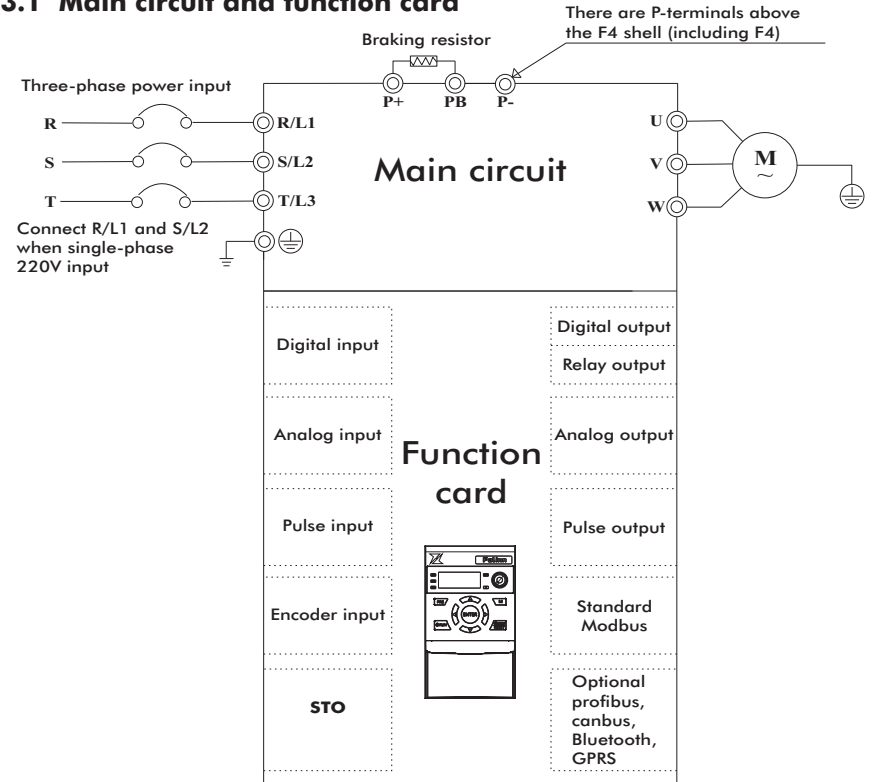 3.1 Main circuit and function card
There are P-terminals above
the F4 shell (including F4)
Braking resistor
P+
PB
P-
Three-phase power input
R
R/L1
S
S/L2
T
T/L3
Connect R/L1 and S/L2
when single-phase
220V input
Main circuit
U
V
W
M
~
Digital input
Digital output
Relay output
Analog input
Analog output
Function
card
Pulse input
Pulse output
Encoder input
ENTER
Standard
Modbus
STO
Optional
profibus,
canbus,
Bluetooth,
GPRS